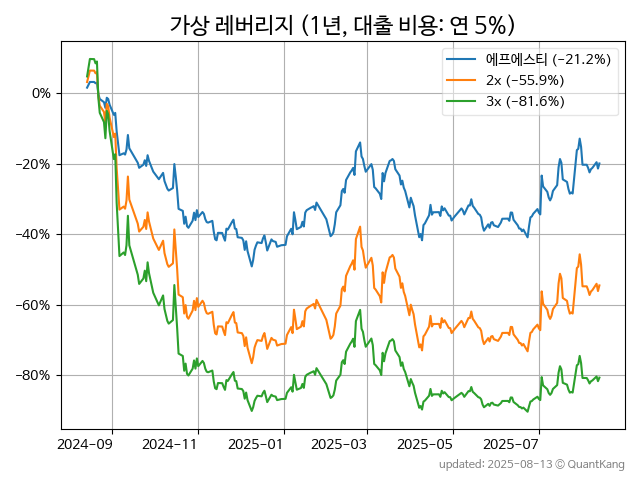 가상 레버리지 (1년, 대출 비용: 연 5%)
에프에스티 (−21.2%)
2x (−55.9%)
3x (−81.6%)
0%
−20%
−40%
−60%
−80%
2024-09 2024-11 2025-01 2025-03 2025-05 2025-07
updated: 2025-08-13 ⓒ QuantKang